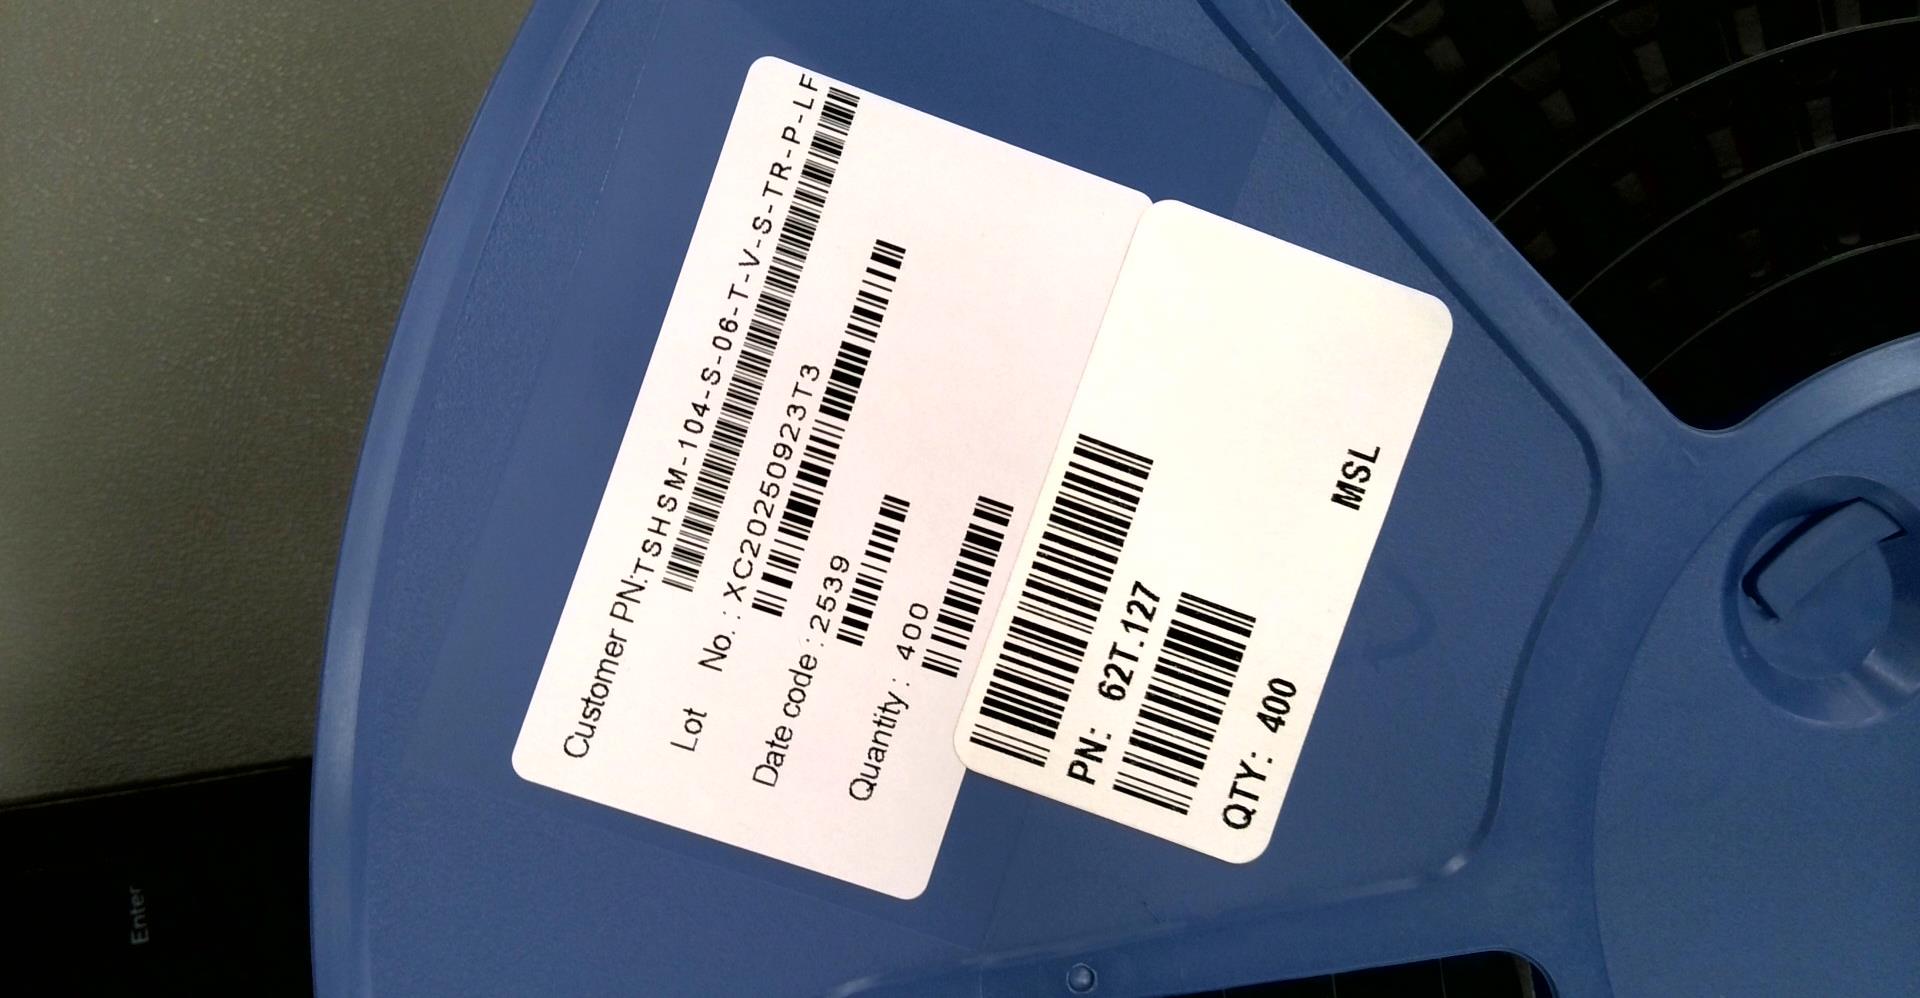 Customer PN:TSHSM-104-S-06-T-V-S-TR-P-LF
Lot No.: XC20250923T3
Date code: 2539
Quantity: 400
PN: 62T.127
QTY: 400
MSL
Enter